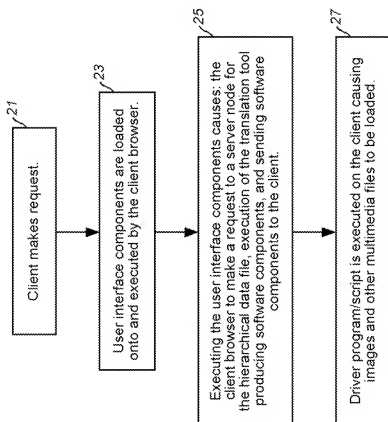 21
Client makes request.
23
User interface components are loaded
onto and executed by the client browser.
25
Executing the user interface components causes: the
client browser to make a request to a server node for
the hierarchical data file, execution of the translation tool
producing software components, and sending software
components to the client.
27
Driver program/script is executed on the client causing
images and other multimedia files to be loaded.